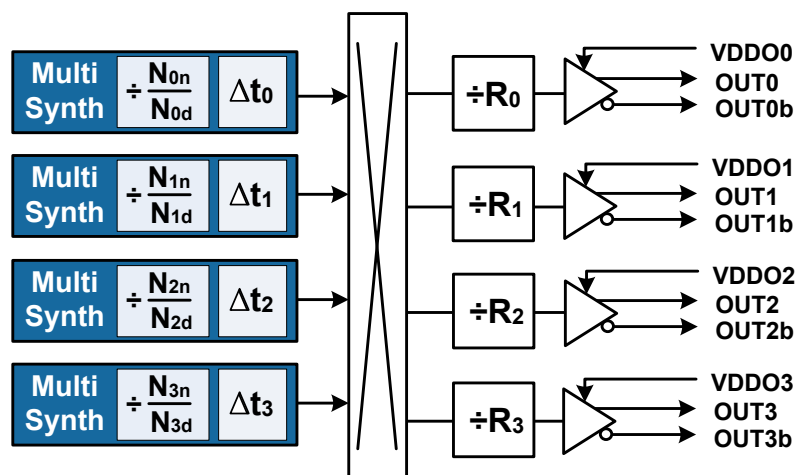 Multi Synth ÷ N0n/N0d Δt0
÷R0
VDDO0
OUT0
OUT0b
Multi Synth ÷ N1n/N1d Δt1
÷R1
VDDO1
OUT1
OUT1b
Multi Synth ÷ N2n/N2d Δt2
÷R2
VDDO2
OUT2
OUT2b
Multi Synth ÷ N3n/N3d Δt3
÷R3
VDDO3
OUT3
OUT3b